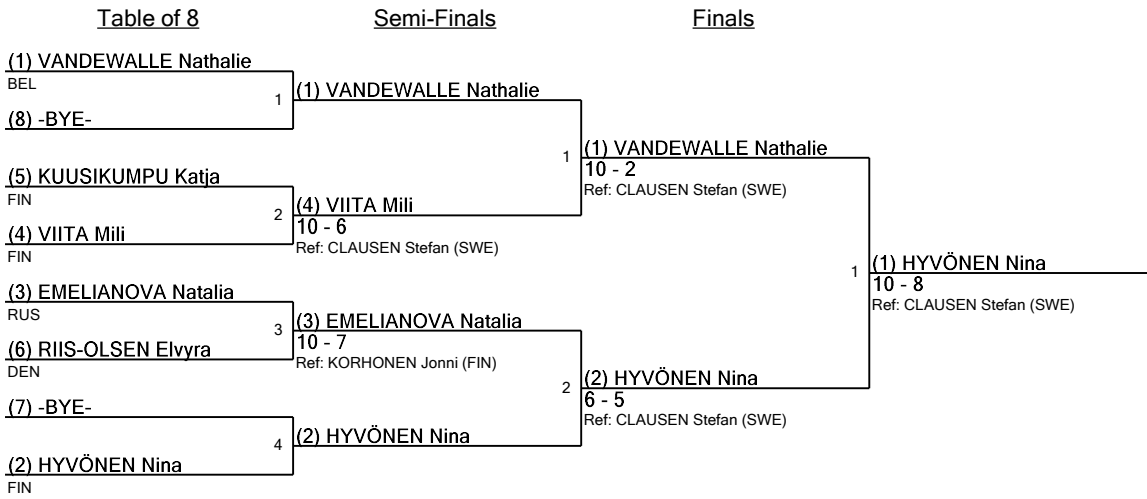 Table of 8
Semi-Finals
Finals
(1) VANDEWALLE Nathalie
BEL
(8) -BYE-
(5) KUUSIKUMPU Katja
FIN
(4) VIITA Mili
FIN
(3) EMELIANOVA Natalia
RUS
(6) RIIS-OLSEN Elvyra
DEN
(7) -BYE-
(2) HYVÖNEN Nina
FIN
1
2
3
4
(1) VANDEWALLE Nathalie
(4) VIITA Mili
10 - 6
Ref: CLAUSEN Stefan (SWE)
(3) EMELIANOVA Natalia
10 - 7
Ref: KORHONEN Jonni (FIN)
(2) HYVÖNEN Nina
1
2
(1) VANDEWALLE Nathalie
10 - 2
Ref: CLAUSEN Stefan (SWE)
(2) HYVÖNEN Nina
6 - 5
Ref: CLAUSEN Stefan (SWE)
1
(1) HYVÖNEN Nina
10 - 8
Ref: CLAUSEN Stefan (SWE)